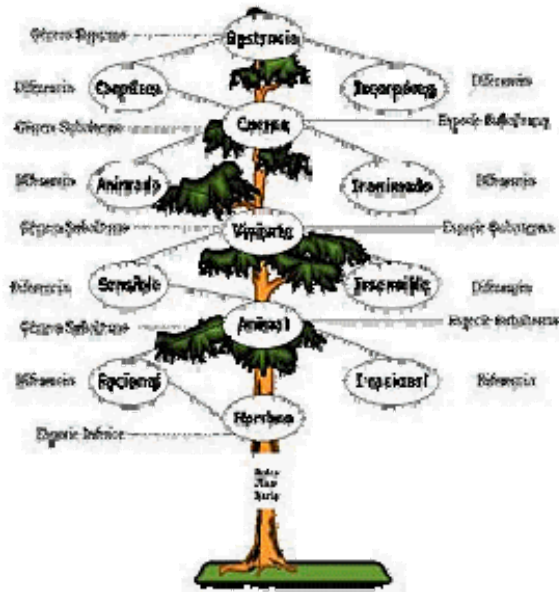 Género Supremo
Sustancia
Diferencia
Corpórea
Incorpórea
Diferencia
Género Subalterno
Cuerpo
Especie Subalterna
Diferencia
Animado
Inanimado
Diferencia
Género Subalterno
Viviente
Especie Subalterna
Diferencia
Sensible
Insensible
Diferencia
Género Subalterno
Animal
Especie Subalterna
Diferencia
Racional
Irracional
Diferencia
Hombre
Especie Inferior